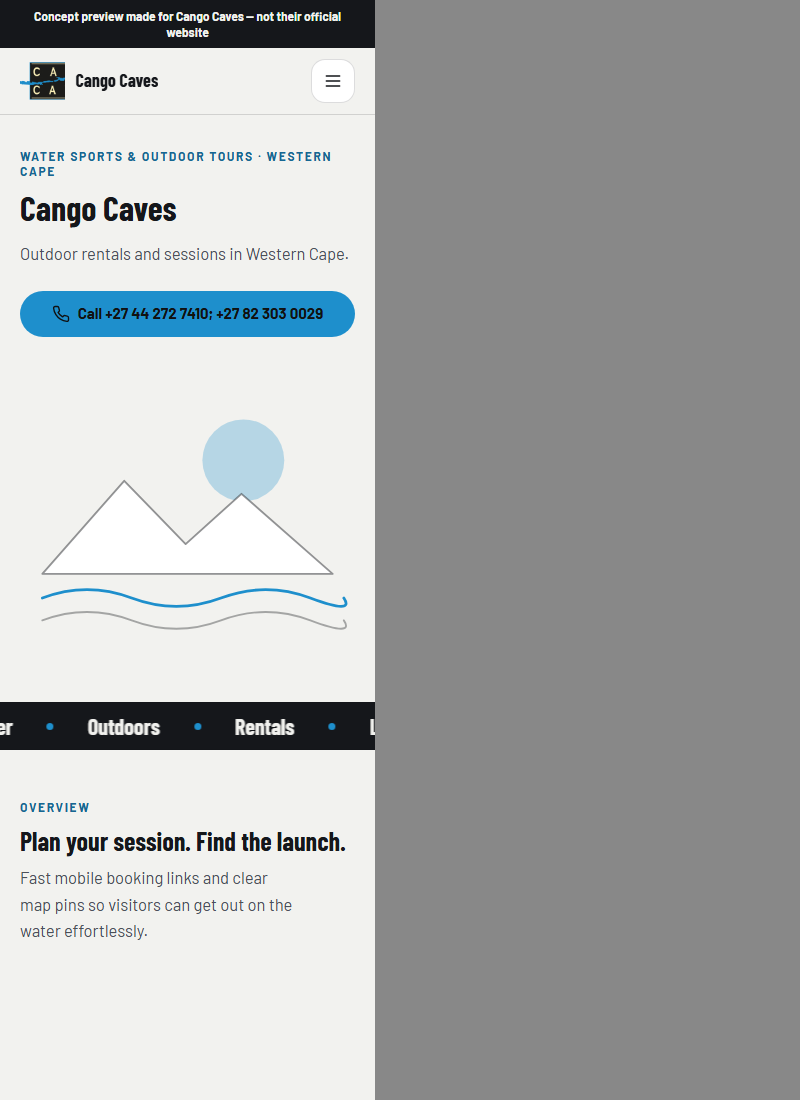 Concept preview made for Cango Caves — not their official
website
C A
C A
Cango Caves
WATER SPORTS & OUTDOOR TOURS · WESTERN
CAPE
Cango Caves
Outdoor rentals and sessions in Western Cape.
Call +27 44 272 7410; +27 82 303 0029
er • Outdoors • Rentals • L
OVERVIEW
Plan your session. Find the launch.
Fast mobile booking links and clear
map pins so visitors can get out on the
water effortlessly.